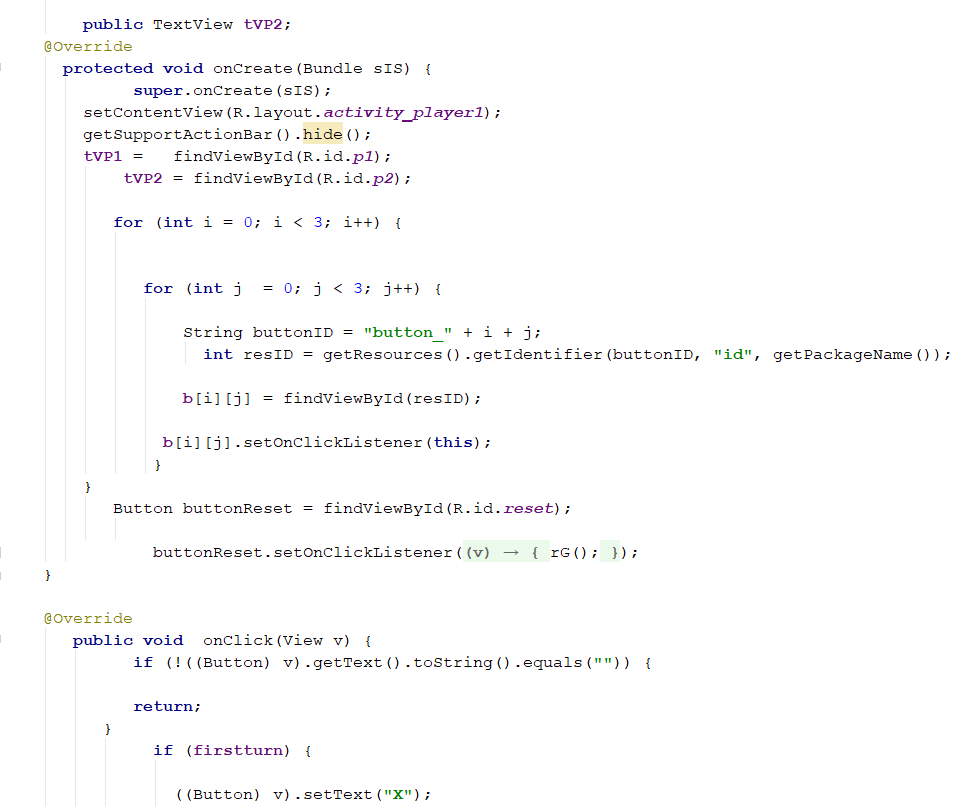 public TextView tVP2;
@Override
protected void onCreate(Bundle sIS) {
super.onCreate(sIS);
setContentView(R.layout.activity_player1);
getSupportActionBar().hide();
tVP1 =   findViewById(R.id.p1);
tVP2 = findViewById(R.id.p2);
for (int i = 0; i < 3; i++) {
for (int j  = 0; j < 3; j++) {
String buttonID = "button_" + i + j;
int resID = getResources().getIdentifier(buttonID, "id", getPackageName());
b[i][j] = findViewById(resID);
b[i][j].setOnClickListener(this);
}
}
Button buttonReset = findViewById(R.id.reset);
buttonReset.setOnClickListener((v) → { rG(); });
}
@Override
public void  onClick(View v) {
if (!((Button) v).getText().toString().equals("")) {
return;
}
if (firstturn) {
((Button) v).setText("X");